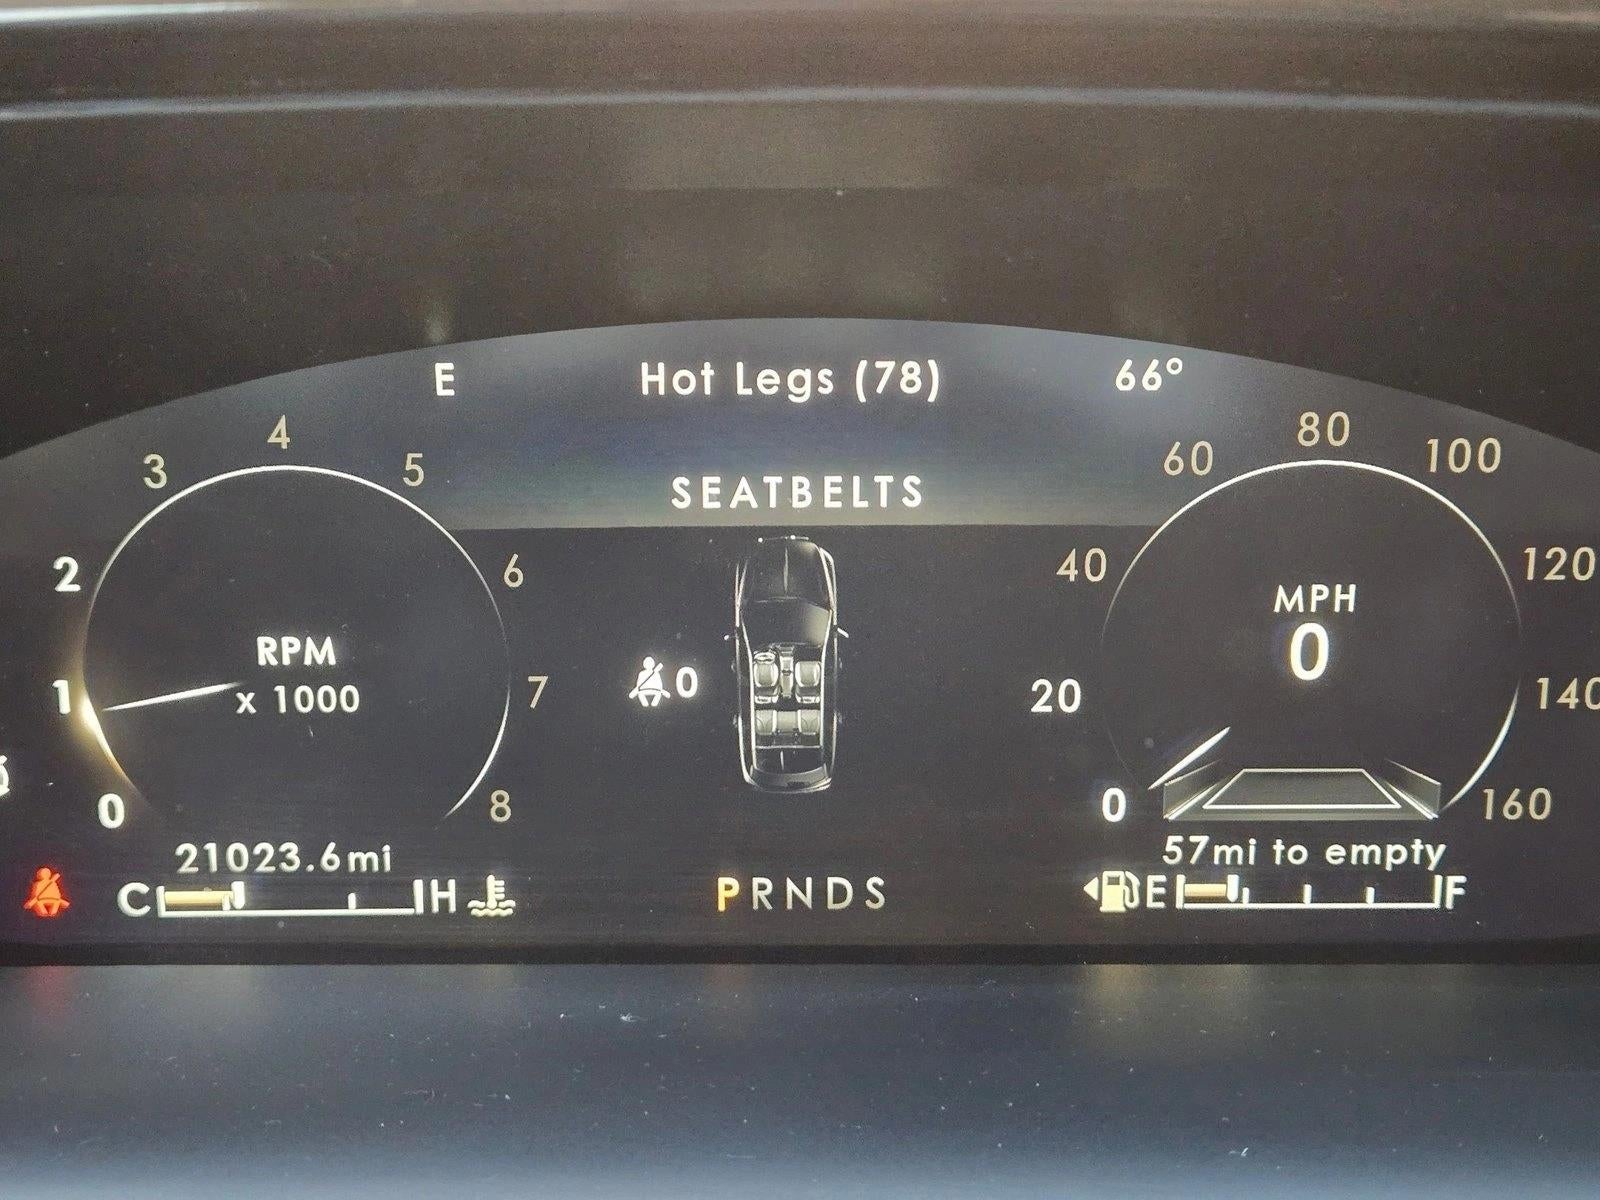 E Hot Legs (78) 66°
SEATBELTS
0 1 2 3 4 5 6 7 8
RPM
x 1000
0
0 20 40 60 80 100 120 140 160
MPH
0
21023.6mi
C H
PRNDS
57mi to empty
E F